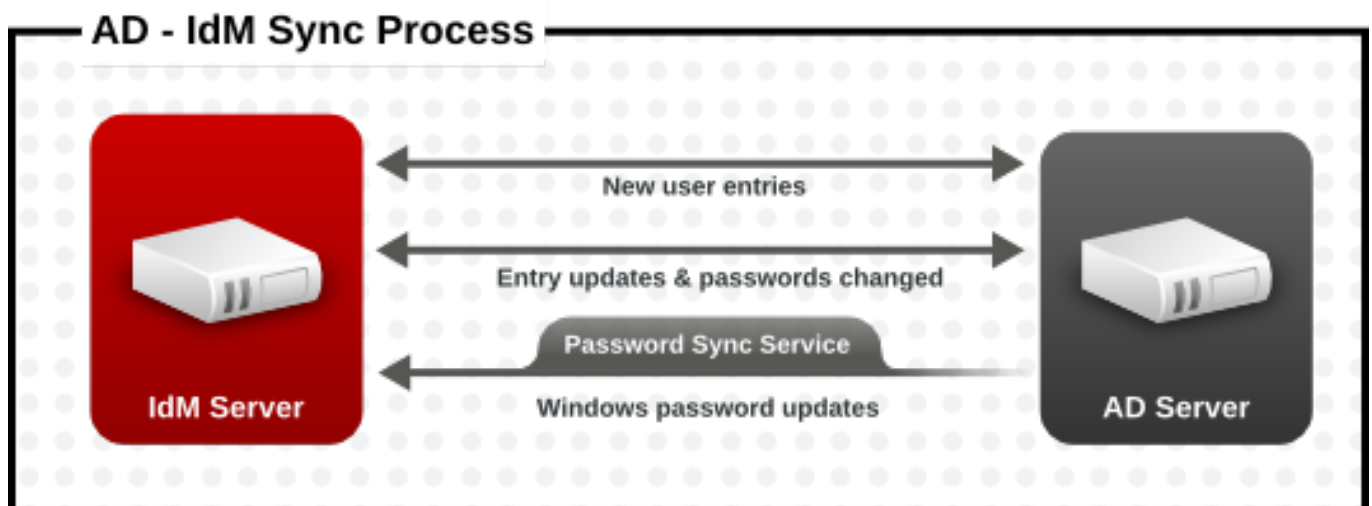 AD - IdM Sync Process
New user entries
Entry updates & passwords changed
Password Sync Service
Windows password updates
IdM Server
AD Server